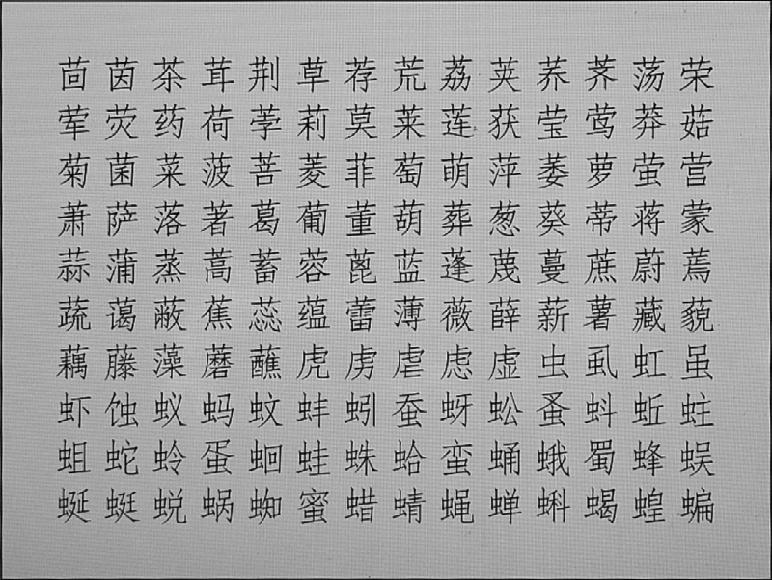 茴茵茶茸荆草荐荒荔荚荞荠荡荣
荤荧药荷荸莉莫莱莲获莹莺莽菇
菊菌菜菠菩菱菲萄萌萍萎萝萤营
萧萨落著葛葡董葫葬葱葵蒂蒋蒙
蒜蒲蒸蒿蓄蓉蓖蓝蓬蔑蔓蔗蔚蔫
蔬蔼蔽蕉蕊蕴蕾薄薇薛薪薯藏藐
藕藤藻蘑蘸虎虏虐虑虚虫虱虹虽
虾蚀蚁蚂蚊蚌蚓蚕蚜蚣蚤蚪蚯蛀
蛆蛇蛉蛋蛔蛙蛛蛤蛮蛹蛾蜀蜂蜈
蜒蜓蜕蜗蜘蜜蜡蜻蝇蝉蝌蝎蝗蝙